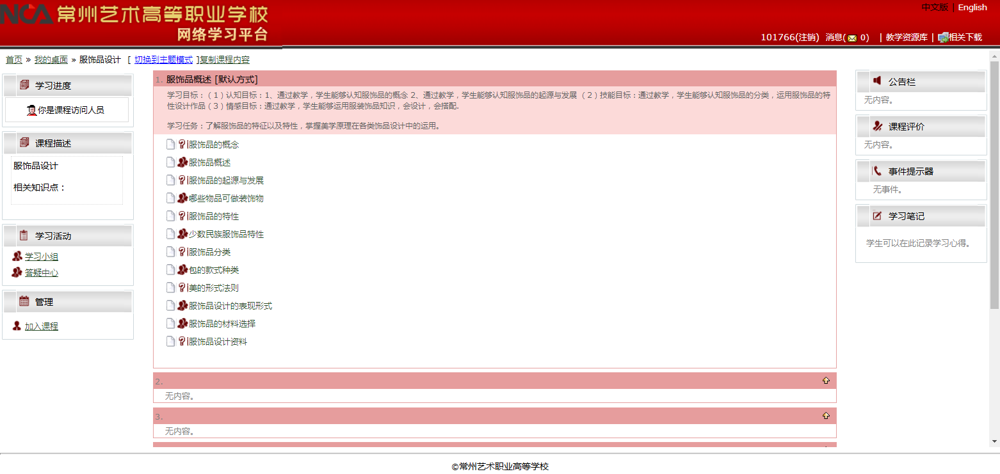 NCA 常州艺术高等职业学校
网络学习平台
中文版 | English
101766(注销) 消息( 0) | 教学资源库 | 相关下载
首页 » 我的桌面 » 服饰品设计 [ 切换到主题模式 ]复制课程内容
学习进度
你是课程访问人员
课程描述
服饰品设计
相关知识点：
学习活动
学习小组
答疑中心
管理
加入课程
1. 服饰品概述 [默认方式]
学习目标：（1）认知目标：1、通过教学，学生能够认知服饰品的概念 2、通过教学，学生能够认知服饰品的起源与发展 （2）技能目标：通过教学，学生能够认知服饰品的分类，运用服饰品的特
性设计作品（3）情感目标：通过教学，学生能够运用服装饰品知识，会设计，会搭配.
学习任务：了解服饰品的特征以及特性，掌握美学原理在各类饰品设计中的运用。
服饰品的概念
服饰品概述
服饰品的起源与发展
哪些物品可做装饰物
服饰品的特性
少数民族服饰品特性
服饰品分类
包的款式种类
美的形式法则
服饰品设计的表现形式
服饰品的材料选择
服饰品设计资料
2.
无内容。
3.
无内容。
公告栏
无内容。
课程评价
无内容。
事件提示器
无事件。
学习笔记
学生可以在此记录学习心得。
©常州艺术职业高等学校